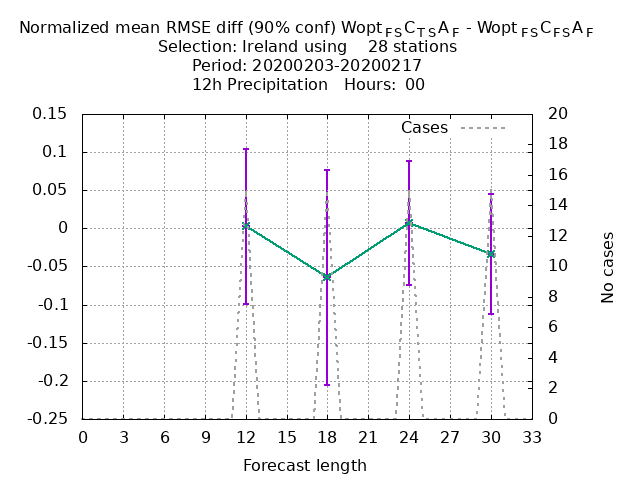 Normalized mean RMSE diff (90% conf) Wopt FS C TS A F - Wopt FS C FS A F
Selection: Ireland using 28 stations
Period: 20200203-20200217
12h Precipitation Hours: 00
Cases
0.15
0.1
0.05
0
-0.05
-0.1
-0.15
-0.2
-0.25
20
18
16
14
12
10
8
6
4
2
0
No cases
0 3 6 9 12 15 18 21 24 27 30 33
Forecast length